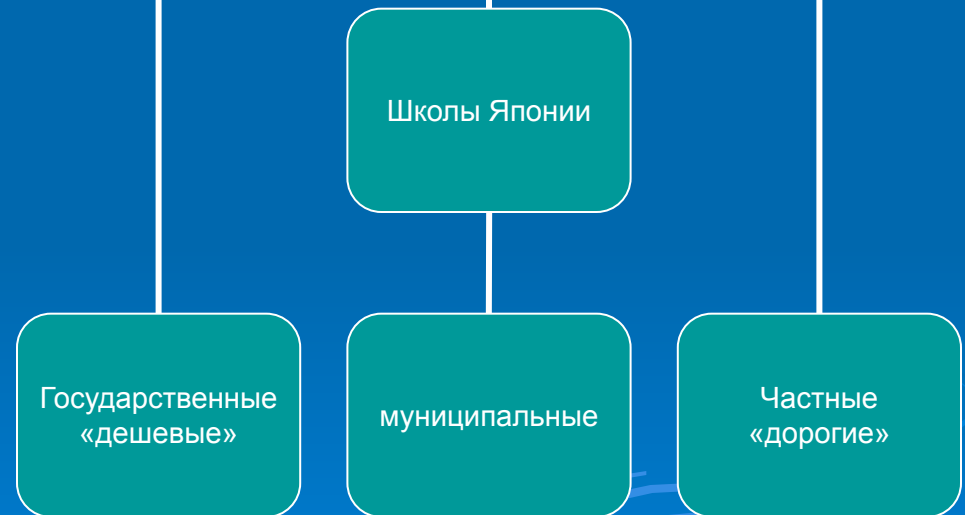 Школы Японии
Государственные
«дешевые»
муниципальные
Частные
«дорогие»